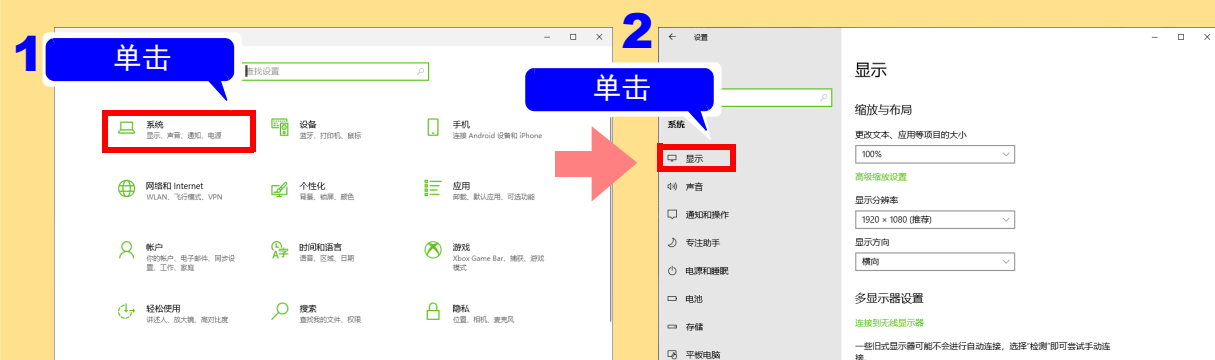 1
单击
查找设置
系统
显示、声音、通知、电源
设备
蓝牙、打印机、鼠标
手机
连接 Android 设备和 iPhone
网络和 Internet
WLAN、飞行模式、VPN
个性化
背景、锁屏、颜色
应用
卸载、默认应用、可选功能
帐户
你的帐户、电子邮件、同步设
置、工作、家庭
时间和语言
语音、区域、日期
游戏
Xbox Game Bar、捕获、游戏
模式
轻松使用
讲述人、放大镜、高对比度
搜索
查找我的文件、权限
隐私
位置、相机、麦克风
2
设置
单击
系统
显示
声音
通知和操作
专注助手
电源和睡眠
电池
存储
平板电脑
显示
缩放与布局
更改文本、应用等项目的大小
100%
高级缩放设置
显示分辨率
1920 × 1080 (推荐)
显示方向
横向
多显示器设置
连接到无线显示器
一些旧式显示器可能不会进行自动连接，选择"检测"即可尝试手动连
接。